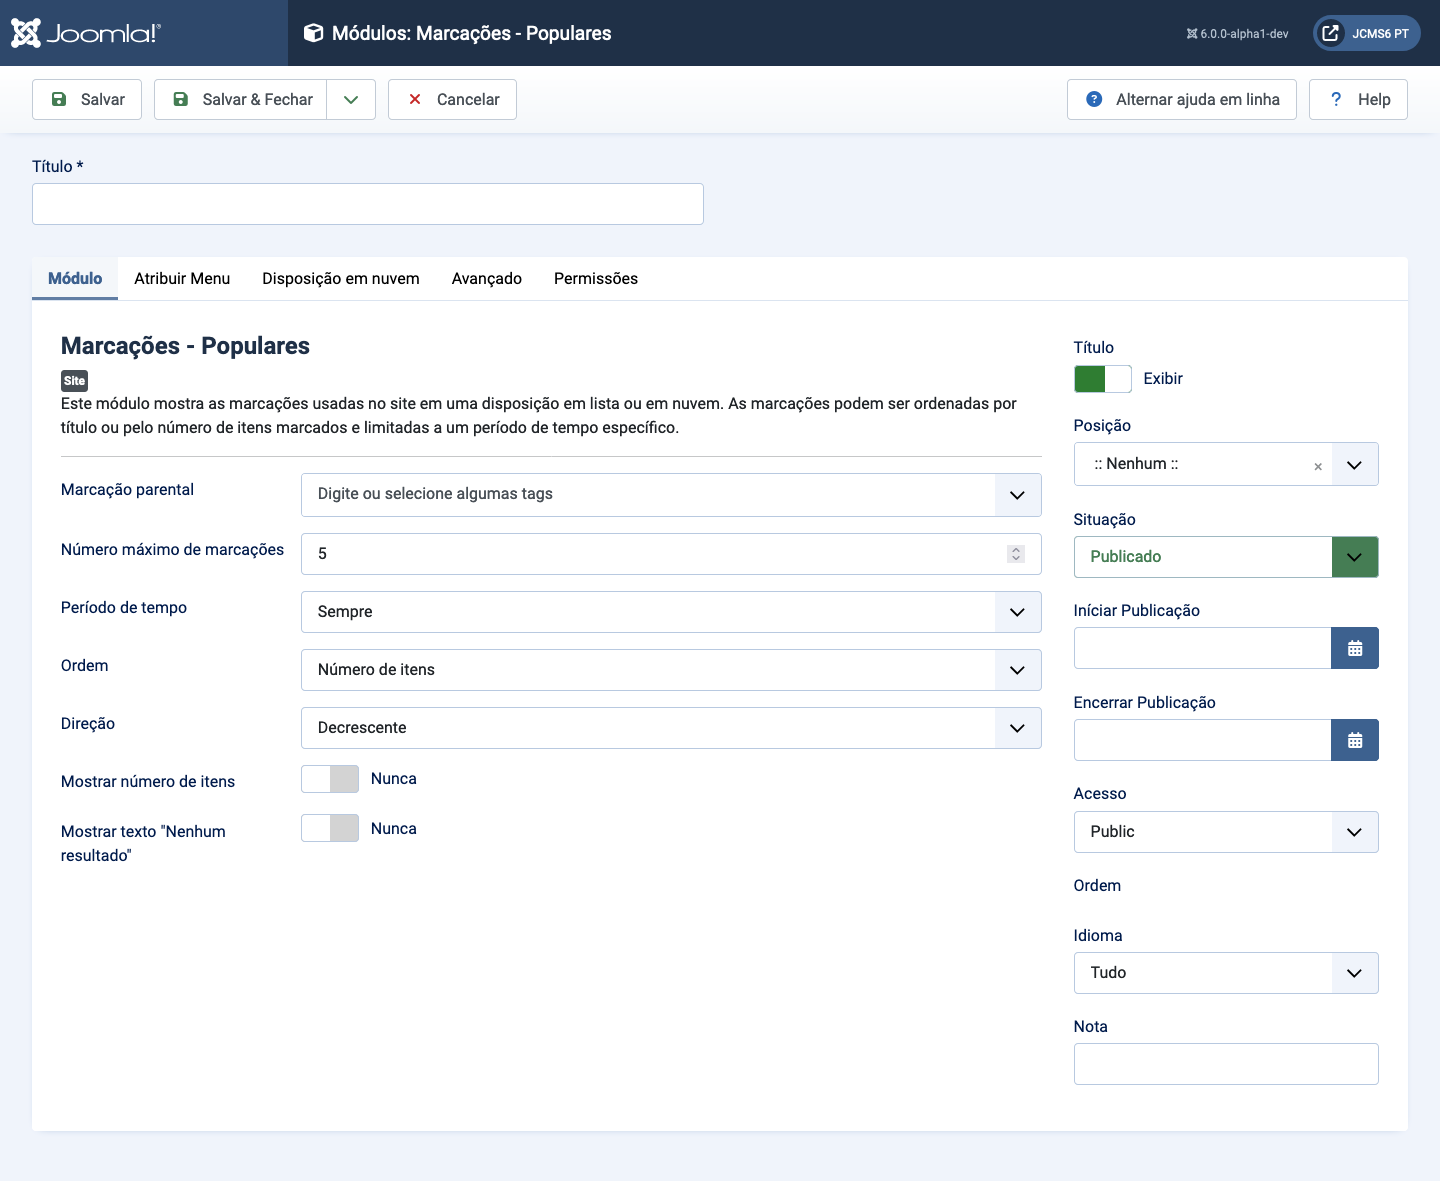 Joomla!®
Módulos: Marcações - Populares
6.0.0-alpha1-dev
JCMS6 PT
Salvar
Salvar & Fechar
Cancelar
Alternar ajuda em linha
? Help
Título *
Módulo
Atribuir Menu
Disposição em nuvem
Avançado
Permissões
Marcações - Populares
Site
Este módulo mostra as marcações usadas no site em uma disposição em lista ou em nuvem. As marcações podem ser ordenadas por
título ou pelo número de itens marcados e limitadas a um período de tempo específico.
Marcação parental
Digite ou selecione algumas tags
Número máximo de marcações
5
Período de tempo
Sempre
Ordem
Número de itens
Direção
Decrescente
Mostrar número de itens
Nunca
Mostrar texto "Nenhum
resultado"
Nunca
Título
Exibir
Posição
:: Nenhum ::
×
Situação
Publicado
Iníciar Publicação
Encerrar Publicação
Acesso
Public
Ordem
Idioma
Tudo
Nota